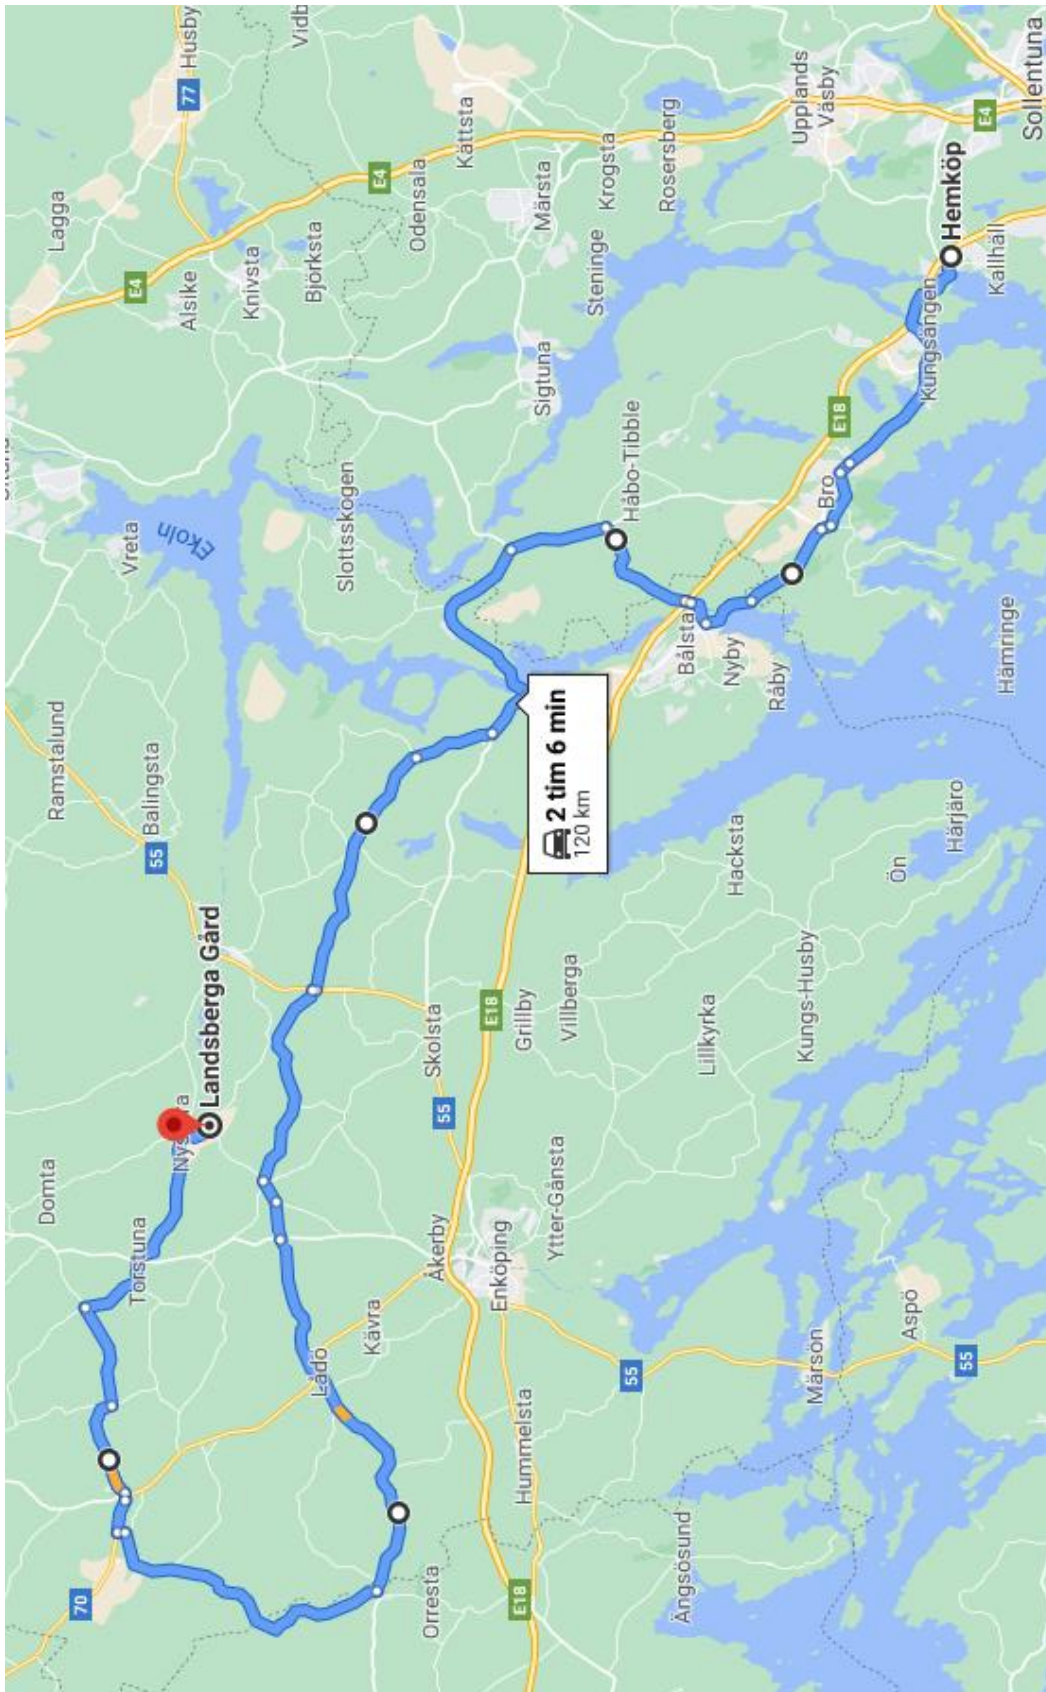 Domta
Ramstalund
Lagga
70
Vreta
E4
Torstuna
Balingsta
55
Alsike
77
Husby
Ekoln
Landsberga Gård
Knivsta
Vidb
Björksta
Lådö
Slottsskogen
Kävra
E4
Odensala
Orresta
Skolsta
Åkerby
55
Kättsta
E18
Enköping
E18
Hummelsta
Grillby
Sigtuna
Märsta
2 tim 6 min
120 km
Ytter-Gånsta
Villberga
Steninge
Krogsta
55
Håbo-Tibble
Rosersberg
Ängsösund
Bålsta
Lillkyrka
Nyby
Hacksta
Råby
Upplands
Väsby
Kungs-Husby
Märsön
Bro
E18
Ön
Aspö
Kungsängen
Hemköp
Härjäro
55
E4
Kallhäll
Hämringe
Sollentuna